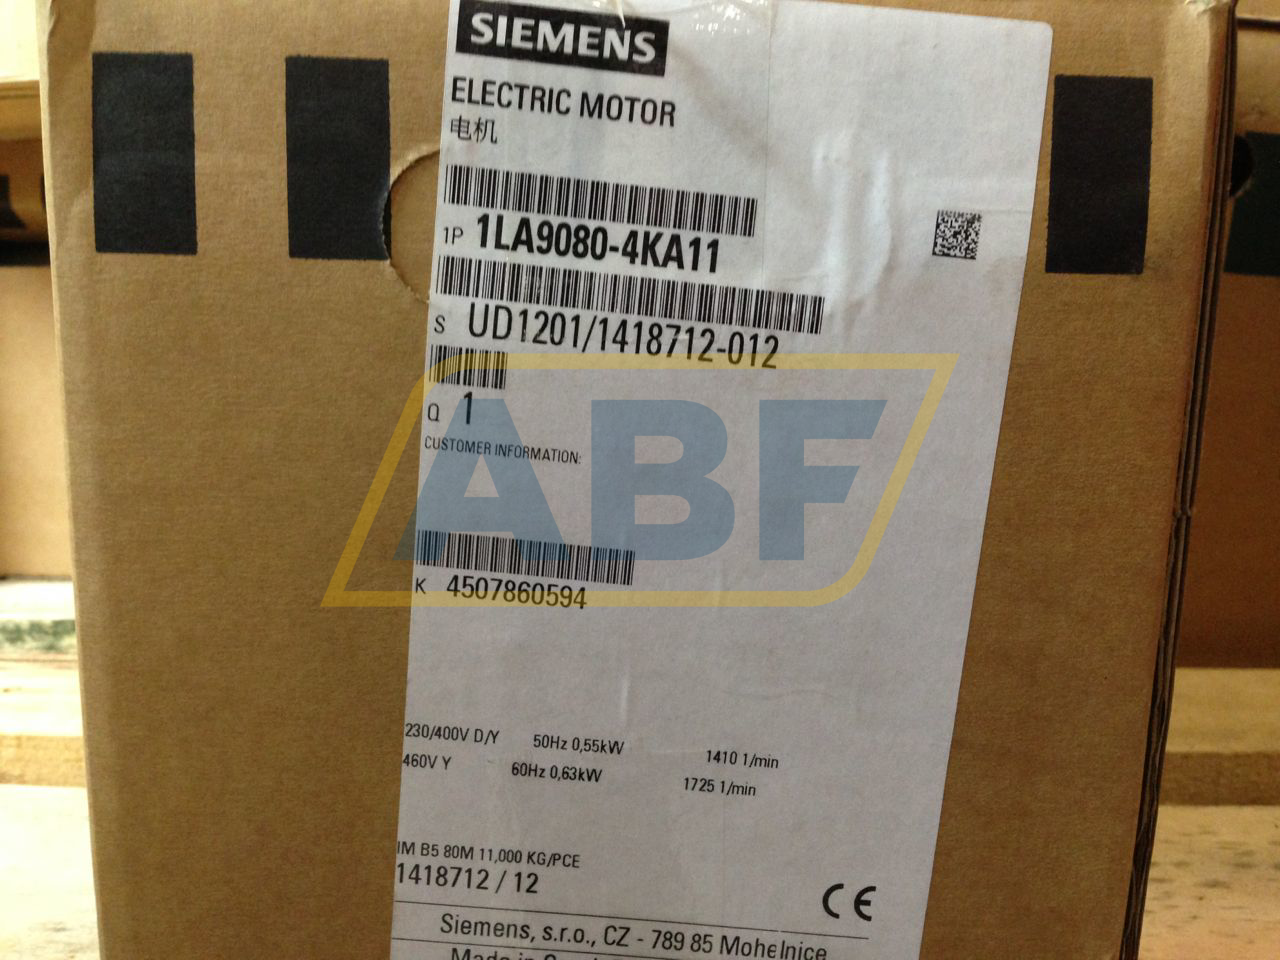 SIEMENS
ELECTRIC MOTOR
电机
1P 1LA9080-4KA11
S UD1201/1418712-012
Q 1
CUSTOMER INFORMATION:
ABF
K 4507860594
230/400V D/Y 50Hz 0,55kW 1410 1/min
460V Y 60Hz 0,63kW 1725 1/min
IM B5 80M 11,000 KG/PCE
1418712 / 12
CE
Siemens, s.r.o., CZ - 789 85 Mohelnice
Made in